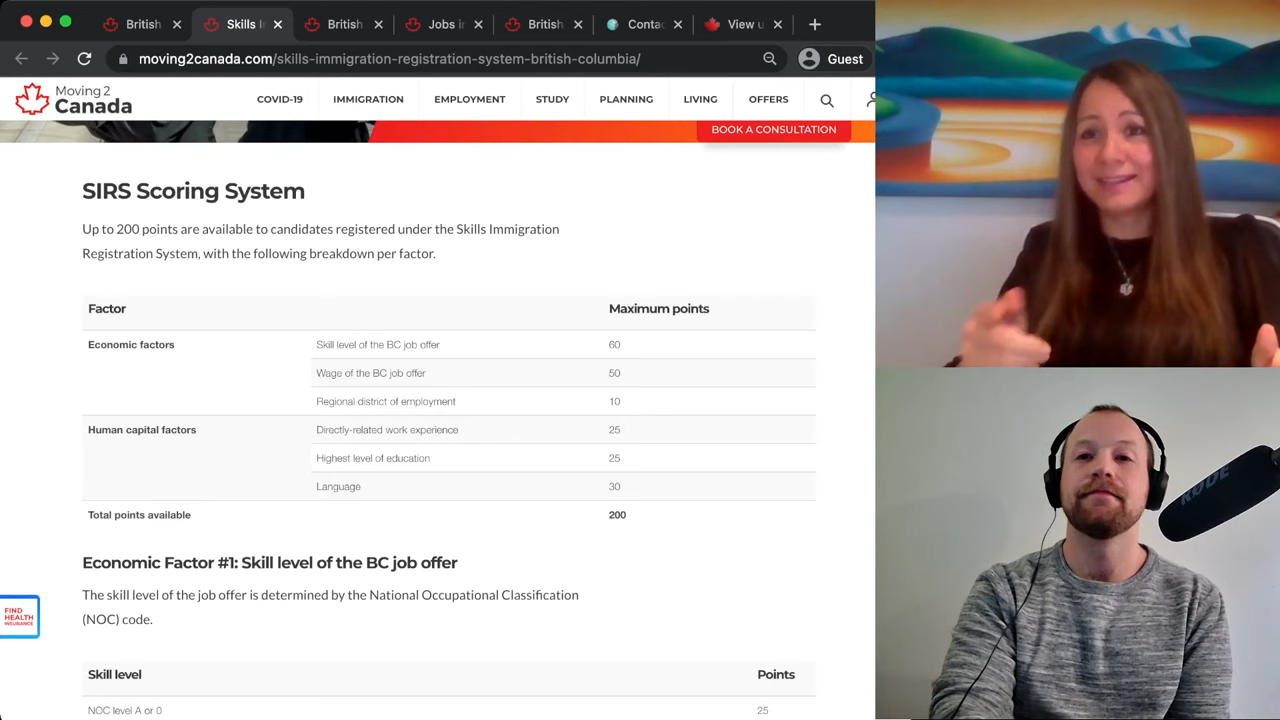 British
Skills I
British
Jobs in
British
Contac
View u
moving2canada.com/skills-immigration-registration-system-british-columbia/
Guest
Moving 2
Canada
COVID-19 IMMIGRATION EMPLOYMENT STUDY PLANNING LIVING OFFERS
BOOK A CONSULTATION
SIRS Scoring System
Up to 200 points are available to candidates registered under the Skills Immigration
Registration System, with the following breakdown per factor.
Factor Maximum points
Economic factors Skill level of the BC job offer 60
Wage of the BC job offer 50
Regional district of employment 10
Human capital factors Directly-related work experience 25
Highest level of education 25
Language 30
Total points available 200
Economic Factor #1: Skill level of the BC job offer
The skill level of the job offer is determined by the National Occupational Classification
(NOC) code.
FIND
HEALTH
INSURANCE
Skill level Points
NOC level A or 0 25
RODE